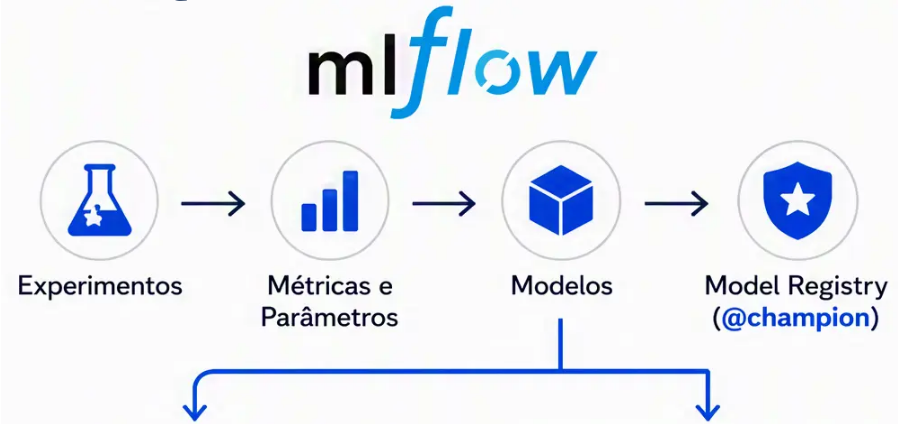 mlflow
Experimentos
Métricas e
Parâmetros
Modelos
Model Registry
(@champion)